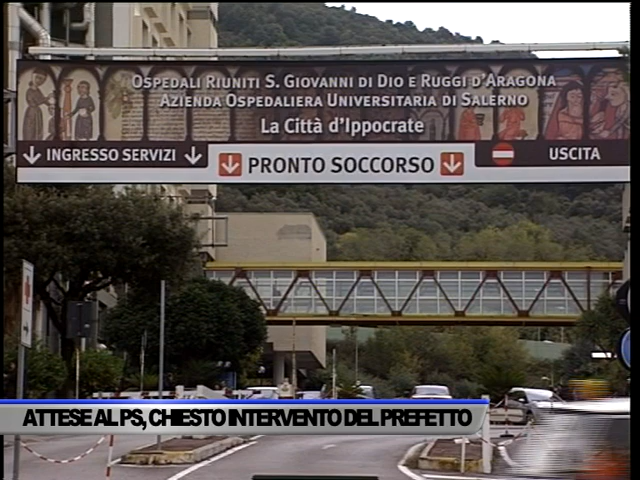 OSPEDALI RIUNITI S. GIOVANNI DI DIO E RUGGI D'ARAGONA
AZIENDA OSPEDALIERA UNIVERSITARIA DI SALERNO
La Città d'Ippocrate
INGRESSO SERVIZI
PRONTO SOCCORSO
USCITA
ATTESE AL PS, CHIESTO INTERVENTO DEL PREFETTO